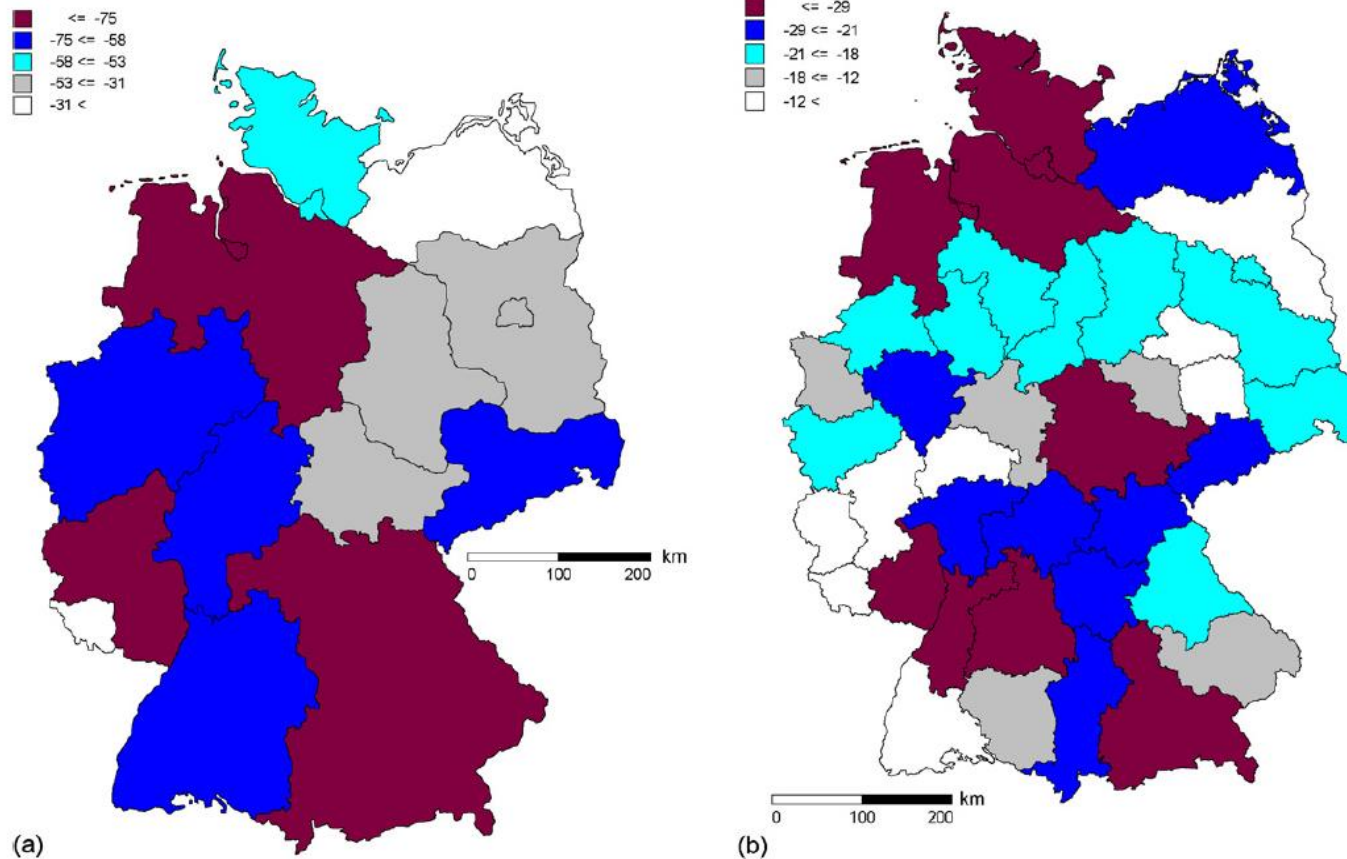 <= -75
-75 <= -58
-58 <= -53
-53 <= -31
-31 <
km
0 100 200
(a)
<= -29
-29 <= -21
-21 <= -18
-18 <= -12
-12 <
km
0 100 200
(b)